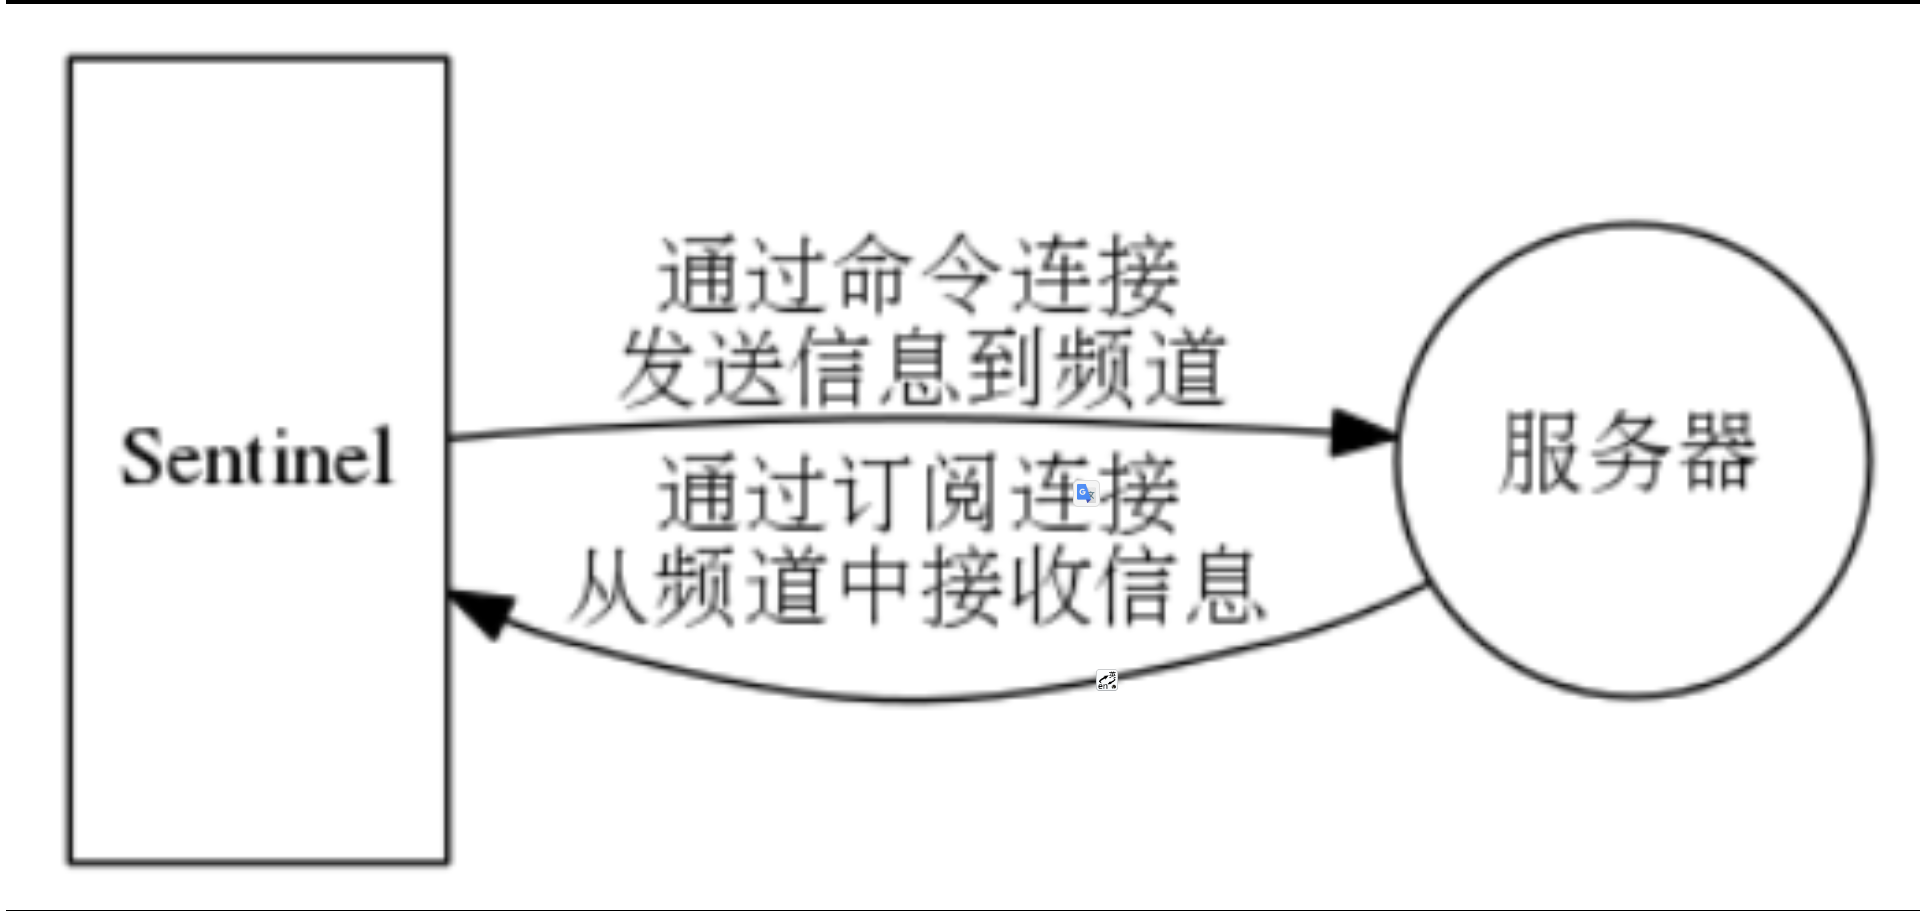 通过命令连接
发送信息到频道
Sentinel
服务器
通过订阅连接
从频道中接收信息